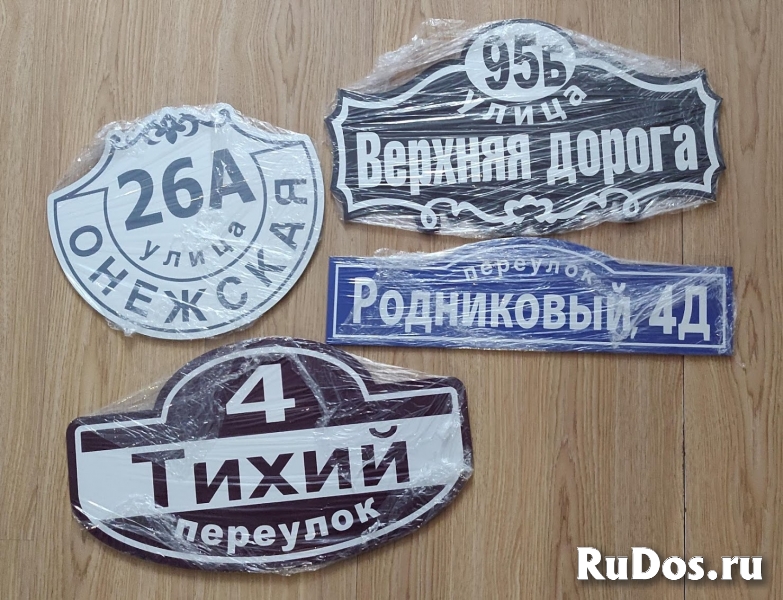 26А
улица
ОНЕЖСКАЯ
95Б
улица
Верхняя дорога
переулок
Родниковый, 4Д
4
Тихий
переулок
RuDos.ru